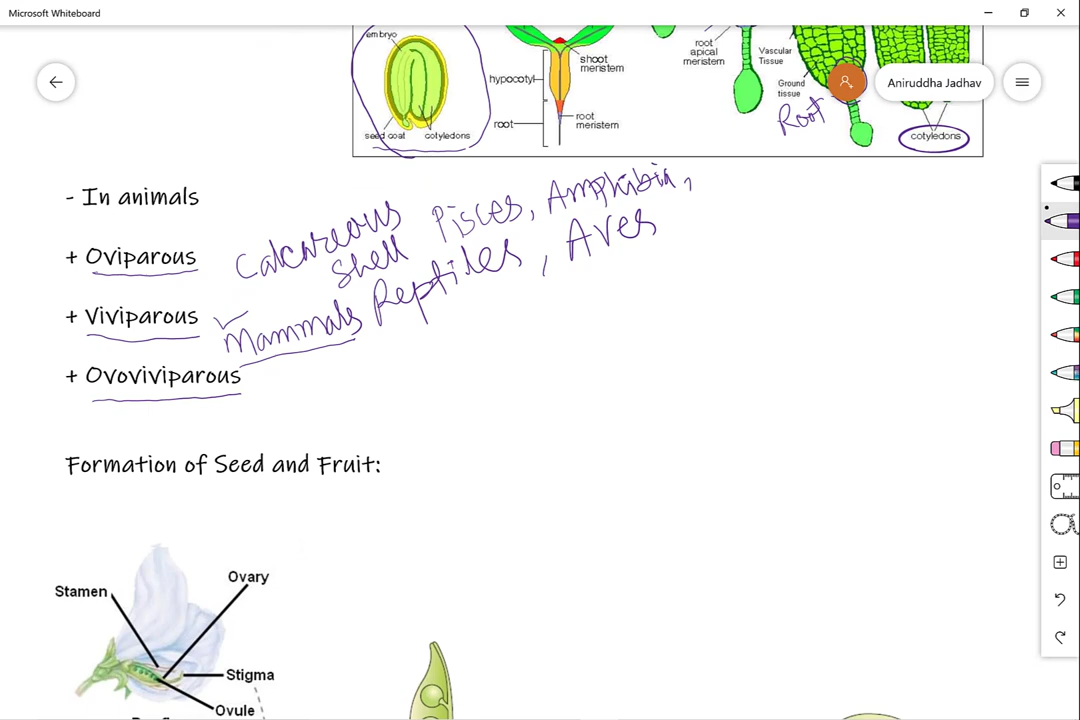 Microsoft Whiteboard
embryo
seed coat
cotyledons
shoot
meristem
hypocotyl
root
root
meristem
root
apical
meristem
Vascular
Tissue
Ground
tissue
Root
cotyledons
Aniruddha Jadhav
- In animals
+ Oviparous
Calcareous
Shell
Pisces, Amphibia,
Reptiles, Aves
+ Viviparous
Mammals
+ Ovoviviparous
Formation of Seed and Fruit:
Stamen
Ovary
Stigma
Ovule